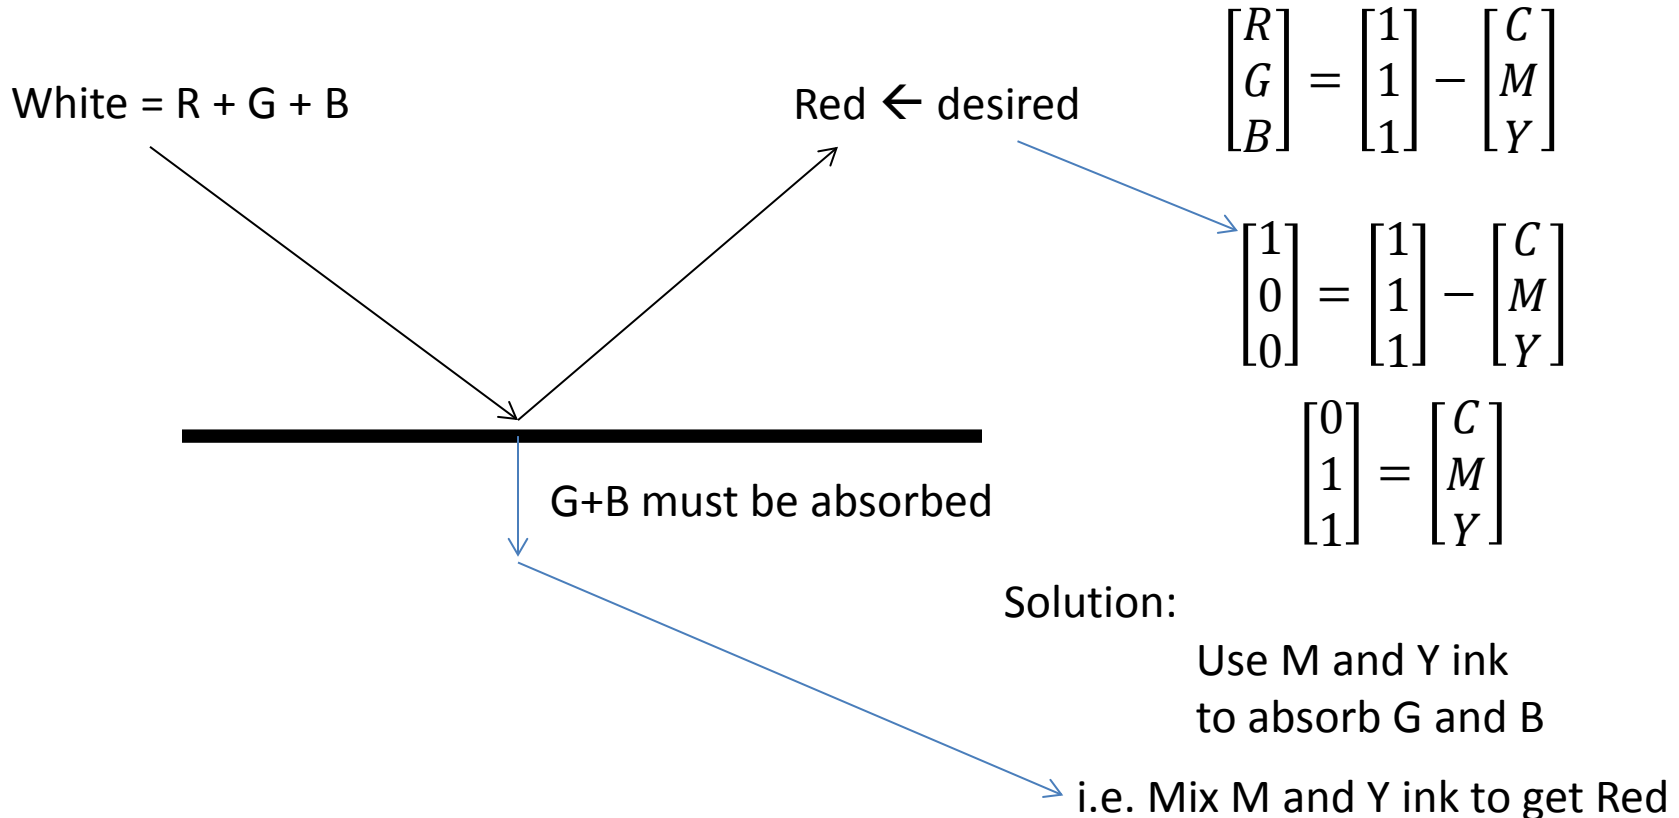 White = R + G + B
Red ← desired
[R G B] = [1 1 1] − [C M Y]
[1 0 0] = [1 1 1] − [C M Y]
[0 1 1] = [C M Y]
G+B must be absorbed
Solution:
Use M and Y ink
to absorb G and B
i.e. Mix M and Y ink to get Red